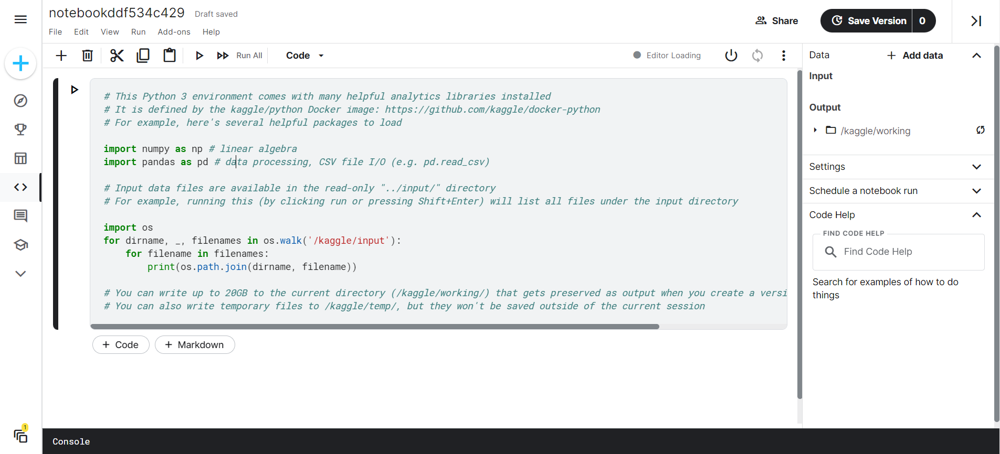 notebookddf534c429 Draft saved
File Edit View Run Add-ons Help
Share
Save Version 0
Run All
Code
Editor Loading
# This Python 3 environment comes with many helpful analytics libraries installed
# It is defined by the kaggle/python Docker image: https://github.com/kaggle/docker-python
# For example, here's several helpful packages to load
import numpy as np # linear algebra
import pandas as pd # data processing, CSV file I/O (e.g. pd.read_csv)
# Input data files are available in the read-only "../input/" directory
# For example, running this (by clicking run or pressing Shift+Enter) will list all files under the input directory
import os
for dirname, _, filenames in os.walk('/kaggle/input'):
    for filename in filenames:
        print(os.path.join(dirname, filename))
# You can write up to 20GB to the current directory (/kaggle/working/) that gets preserved as output when you create a versi
# You can also write temporary files to /kaggle/temp/, but they won't be saved outside of the current session
+ Code + Markdown
Data + Add data
Input
Output
/kaggle/working
Settings
Schedule a notebook run
Code Help
FIND CODE HELP
Find Code Help
Search for examples of how to do
things
1
Console